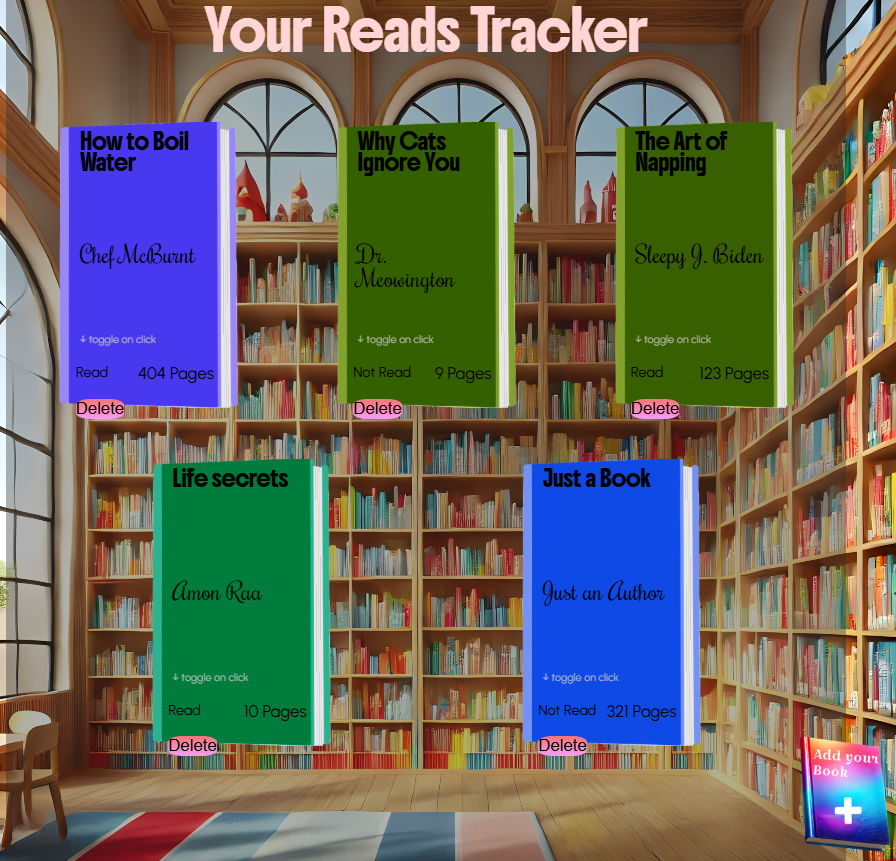 Your Reads Tracker
How to Boil
Water
Chef McBurnt
↓ toggle on click
Read 404 Pages
Delete
Why Cats
Ignore You
Dr.
Meowington
↓ toggle on click
Not Read 9 Pages
Delete
The Art of
Napping
Sleepy J. Biden
↓ toggle on click
Read 123 Pages
Delete
Life secrets
Amon Raa
↓ toggle on click
Read 10 Pages
Delete
Just a Book
Just an Author
↓ toggle on click
Not Read 321 Pages
Delete
Add your
Book